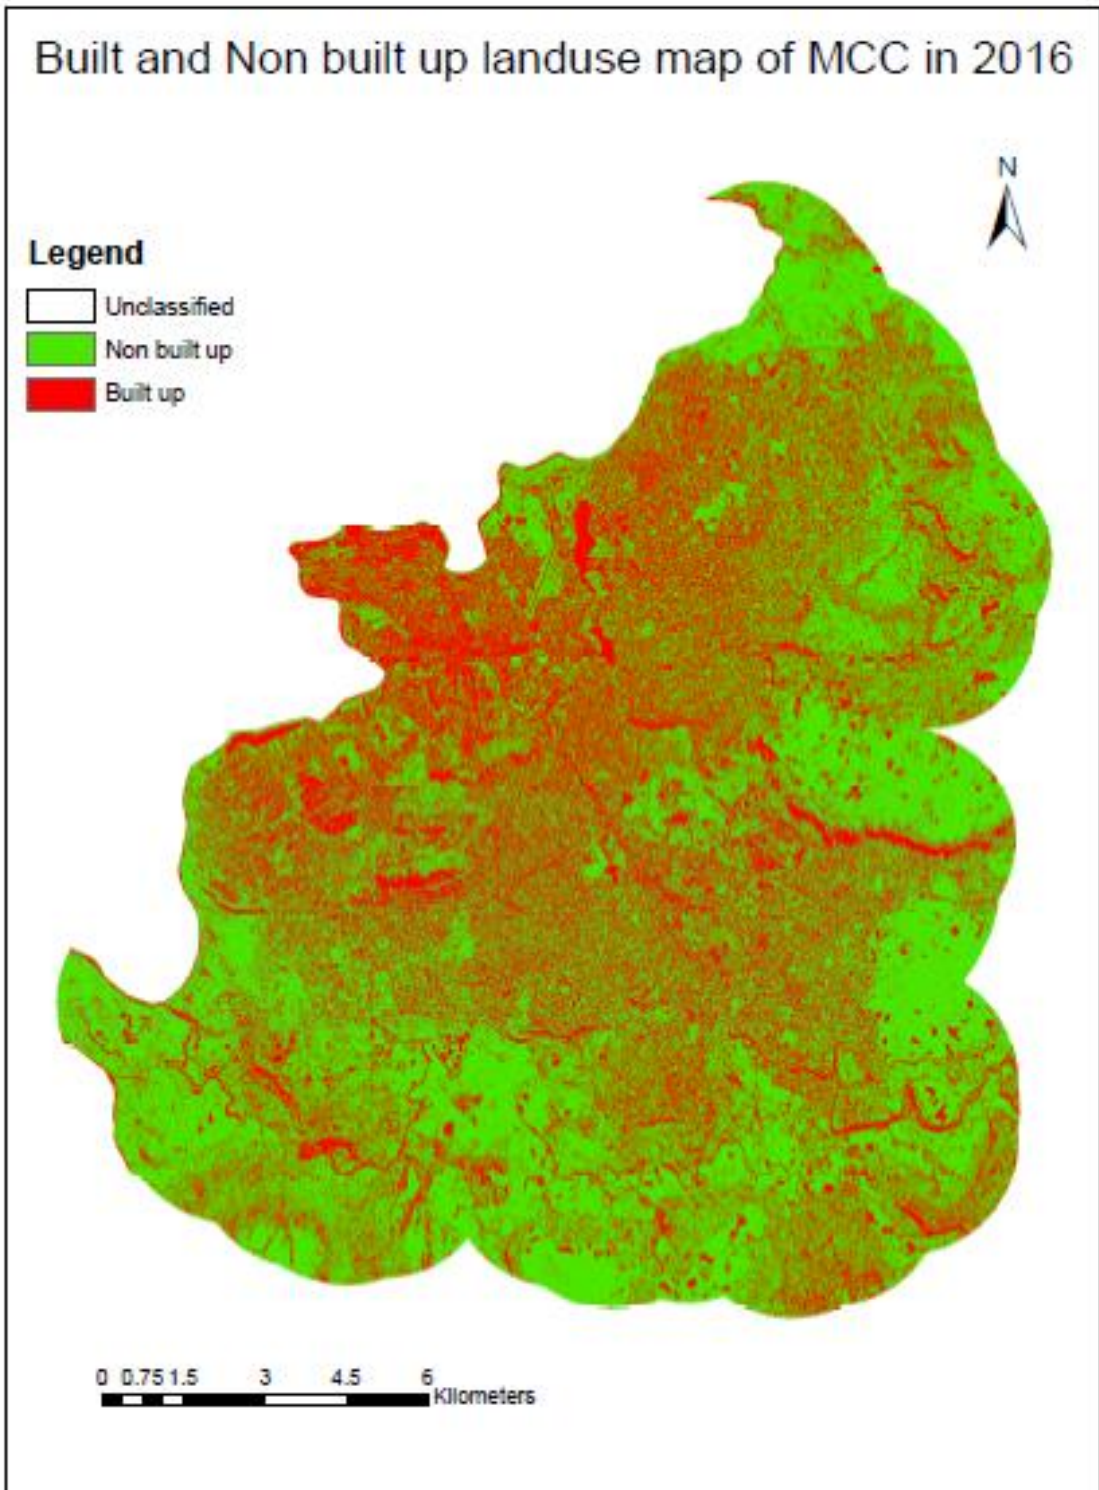 Built and Non built up landuse map of MCC in 2016
N
Legend
Unclassified
Non built up
Built up
0 0.75 1.5 3 4.5 6
Kilometers